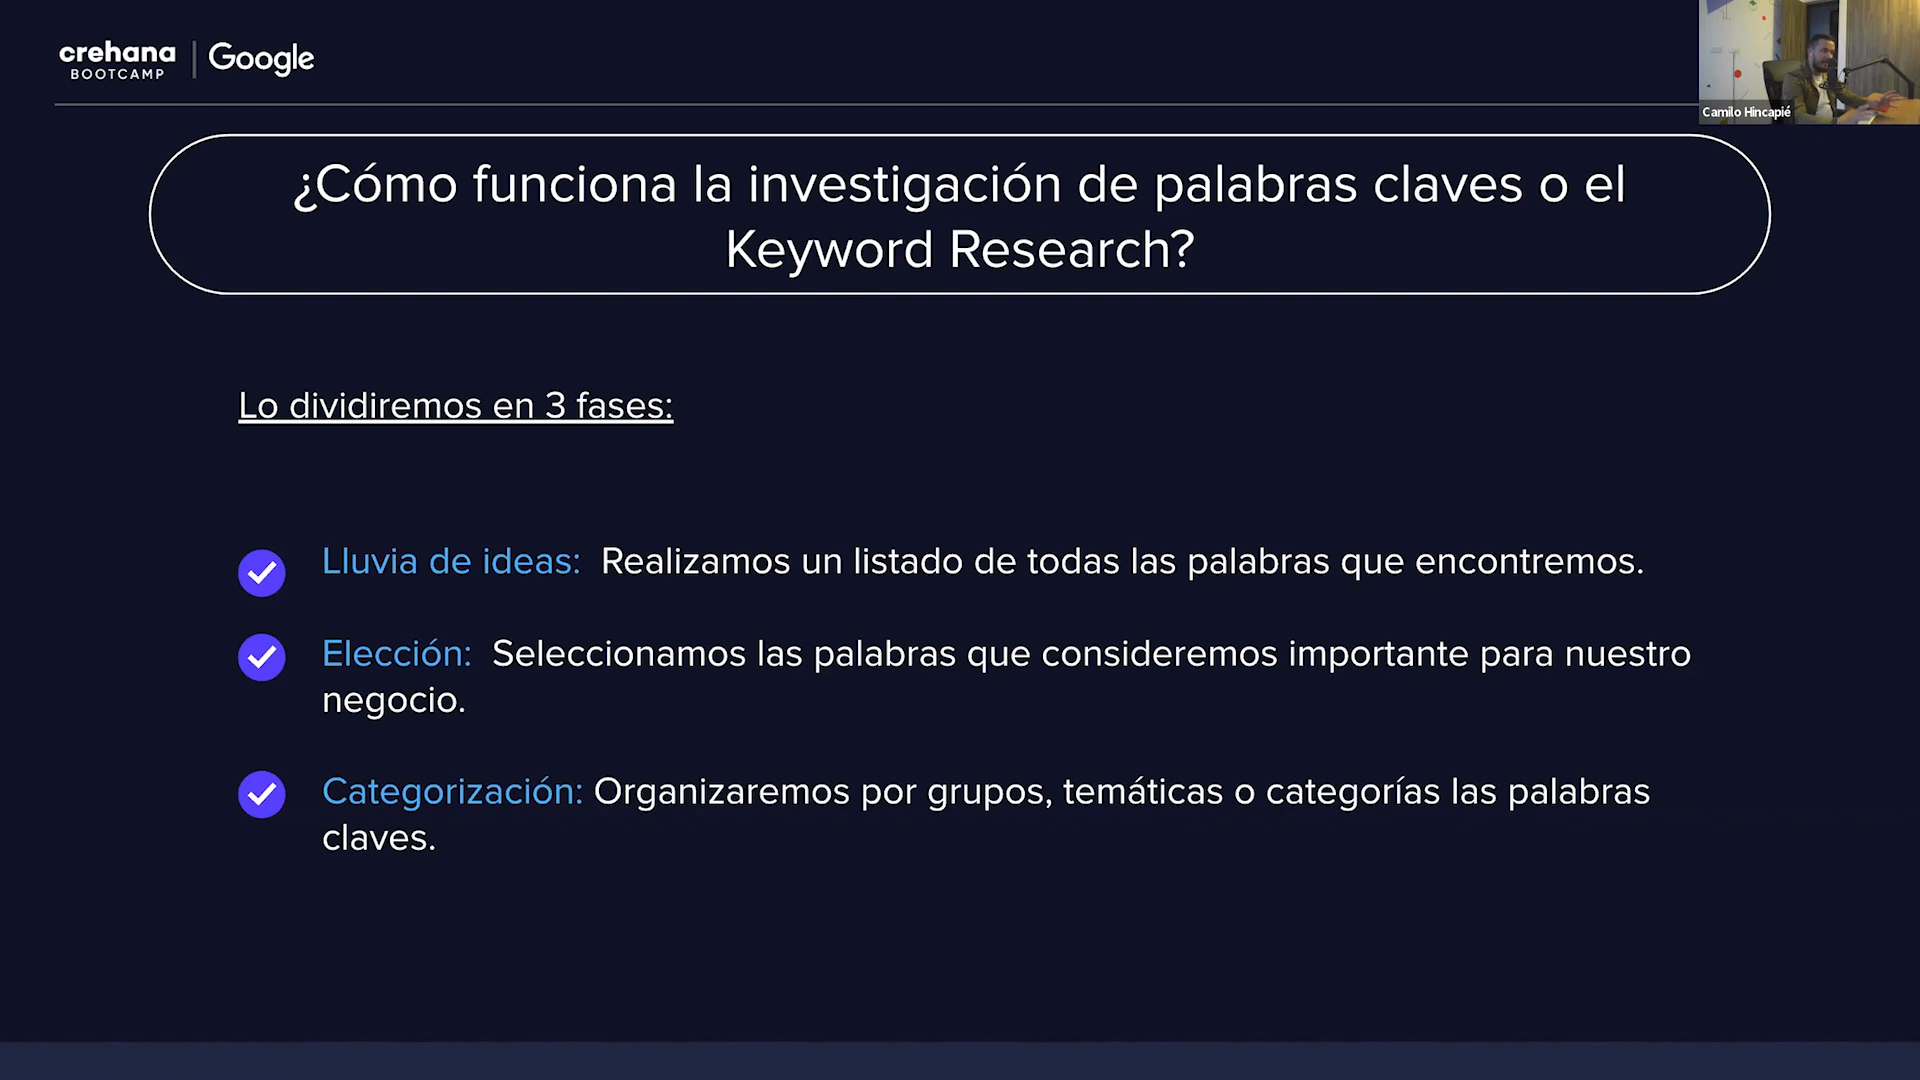 crehana
BOOTCAMP
Google
Camilo Hincapié
¿Cómo funciona la investigación de palabras claves o el
Keyword Research?
Lo dividiremos en 3 fases:
Lluvia de ideas: Realizamos un listado de todas las palabras que encontremos.
Elección: Seleccionamos las palabras que consideremos importante para nuestro
negocio.
Categorización: Organizaremos por grupos, temáticas o categorías las palabras
claves.